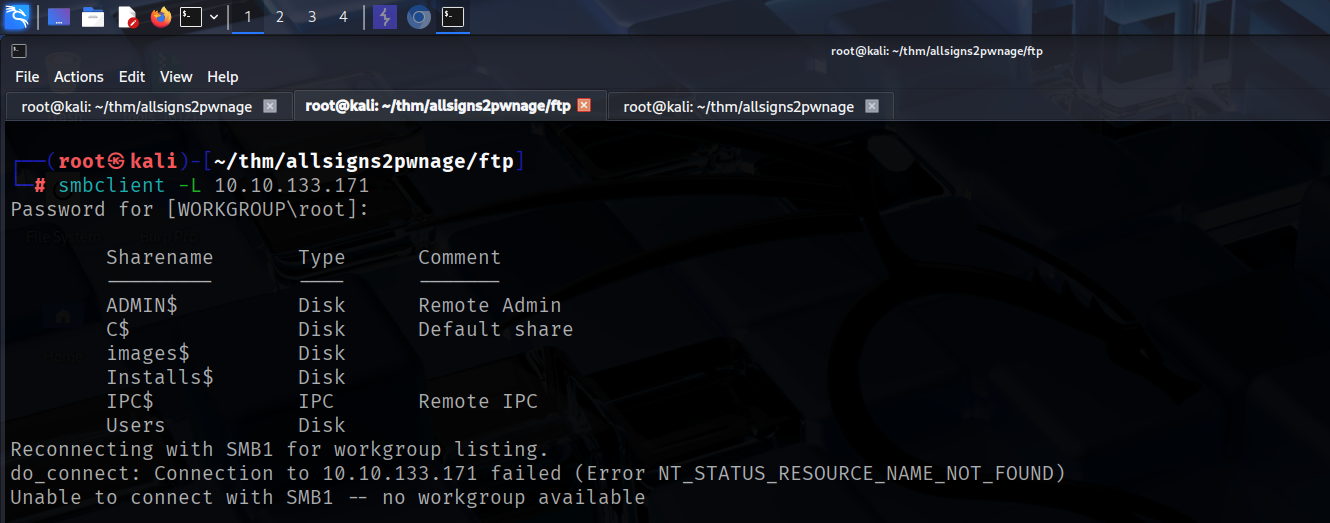 1 2 3 4
root@kali: ~/thm/allsigns2pwnage/ftp
File Actions Edit View Help
root@kali: ~/thm/allsigns2pwnage root@kali: ~/thm/allsigns2pwnage/ftp root@kali: ~/thm/allsigns2pwnage
┌──(root㉿kali)-[~/thm/allsigns2pwnage/ftp]
└─# smbclient -L 10.10.133.171
Password for [WORKGROUP\root]:
Sharename Type Comment
--------- ---- -------
ADMIN$ Disk Remote Admin
C$ Disk Default share
images$ Disk
Installs$ Disk
IPC$ IPC Remote IPC
Users Disk
Reconnecting with SMB1 for workgroup listing.
do_connect: Connection to 10.10.133.171 failed (Error NT_STATUS_RESOURCE_NAME_NOT_FOUND)
Unable to connect with SMB1 -- no workgroup available